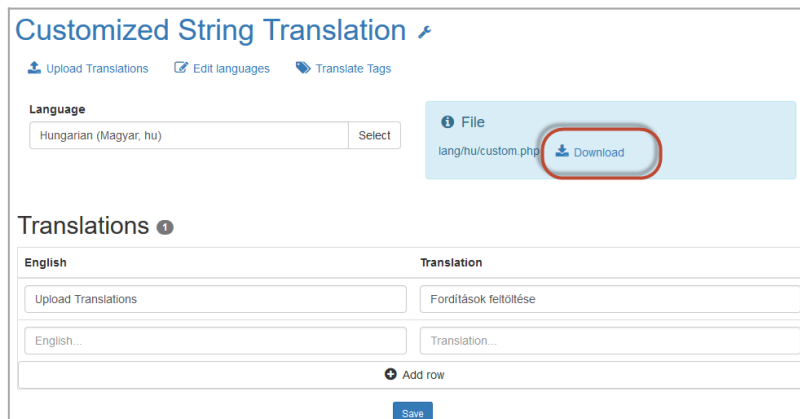 Customized String Translation
Upload Translations Edit languages Translate Tags
Language
Hungarian (Magyar, hu) Select
File
lang/hu/custom.php Download
Translations 1
English Translation
Upload Translations Fordítások feltöltése
English... Translation...
Add row
Save